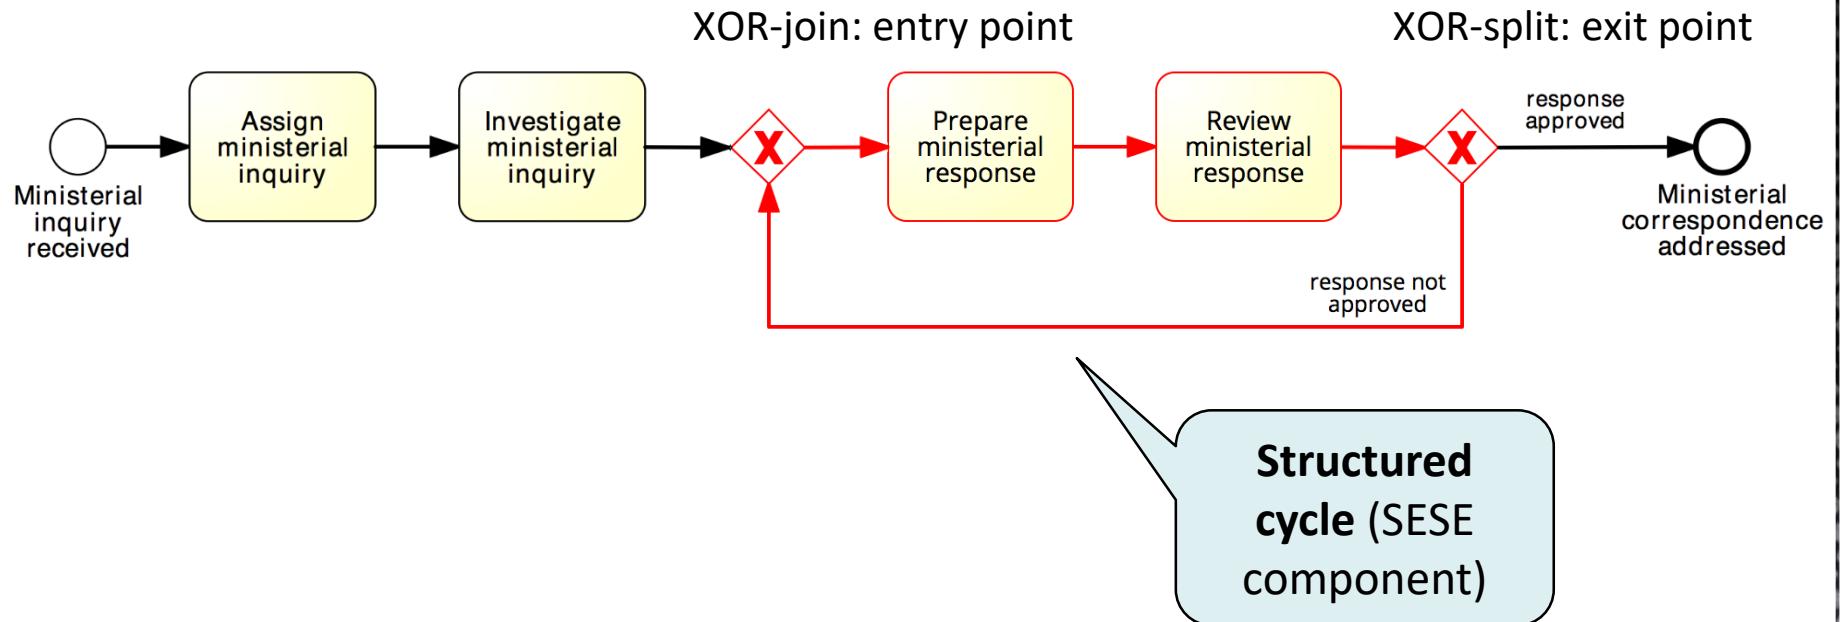 XOR-join: entry point
XOR-split: exit point
Assign
ministerial
inquiry
Investigate
ministerial
inquiry
X
Prepare
ministerial
response
Review
ministerial
response
X
response
approved
Ministerial
inquiry
received
Ministerial
correspondence
addressed
response not
approved
Structured
cycle (SESE
component)